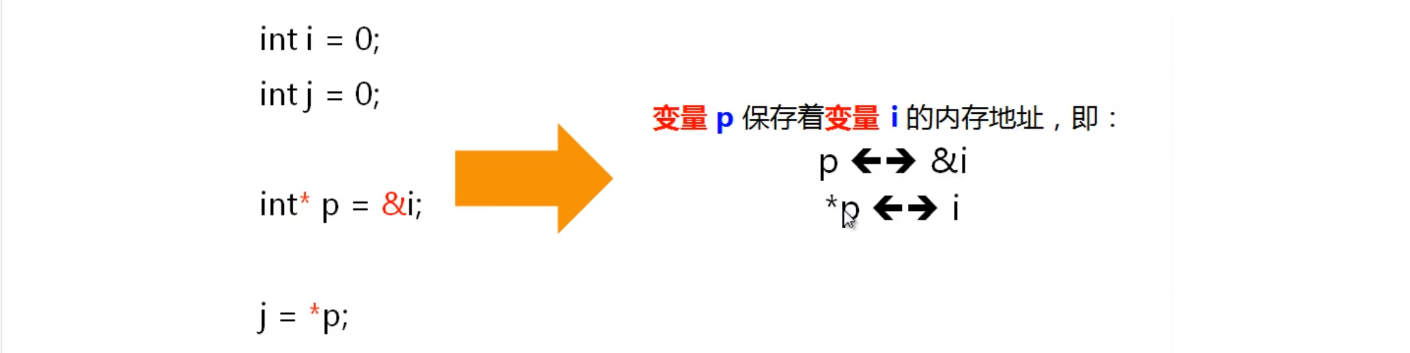 int i = 0;
int j = 0;
int* p = &i;
j = *p;
变量 p 保存着变量 i 的内存地址，即：
p 🡨🡪 &i
*p 🡨🡪 i